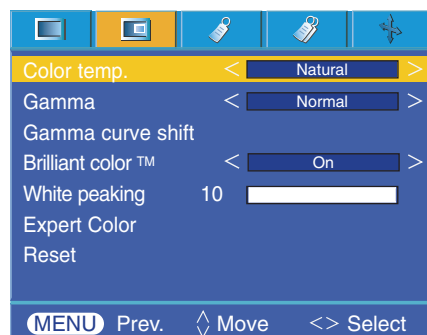 Color temp. < Natural >
Gamma < Normal >
Gamma curve shift
Brilliant color ™ < On >
White peaking 10
Expert Color
Reset
MENU Prev. Move <> Select